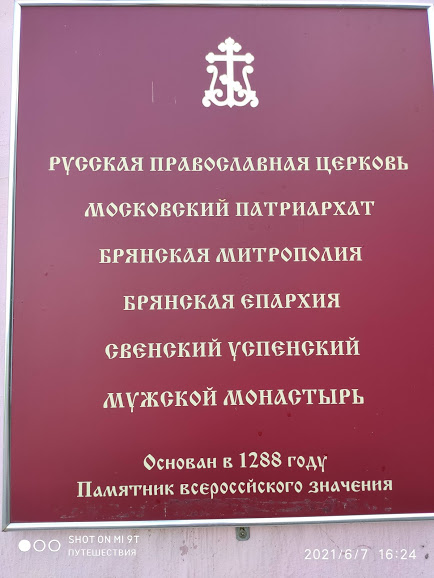 РУССКАЯ ПРАВОСЛАВНАЯ ЦЕРКОВЬ
МОСКОВСКИЙ ПАТРИАРХАТ
БРЯНСКАЯ МИТРОПОЛИЯ
БРЯНСКАЯ ЕПАРХИЯ
СВЕНСКИЙ УСПЕНСКИЙ
МУЖСКОЙ МОНАСТЫРЬ
Основан в 1288 году
Памятник всероссйского значения
SHOT ON MI 9T
ПУТЕШЕСТВИЯ
2021/6/7 16:24